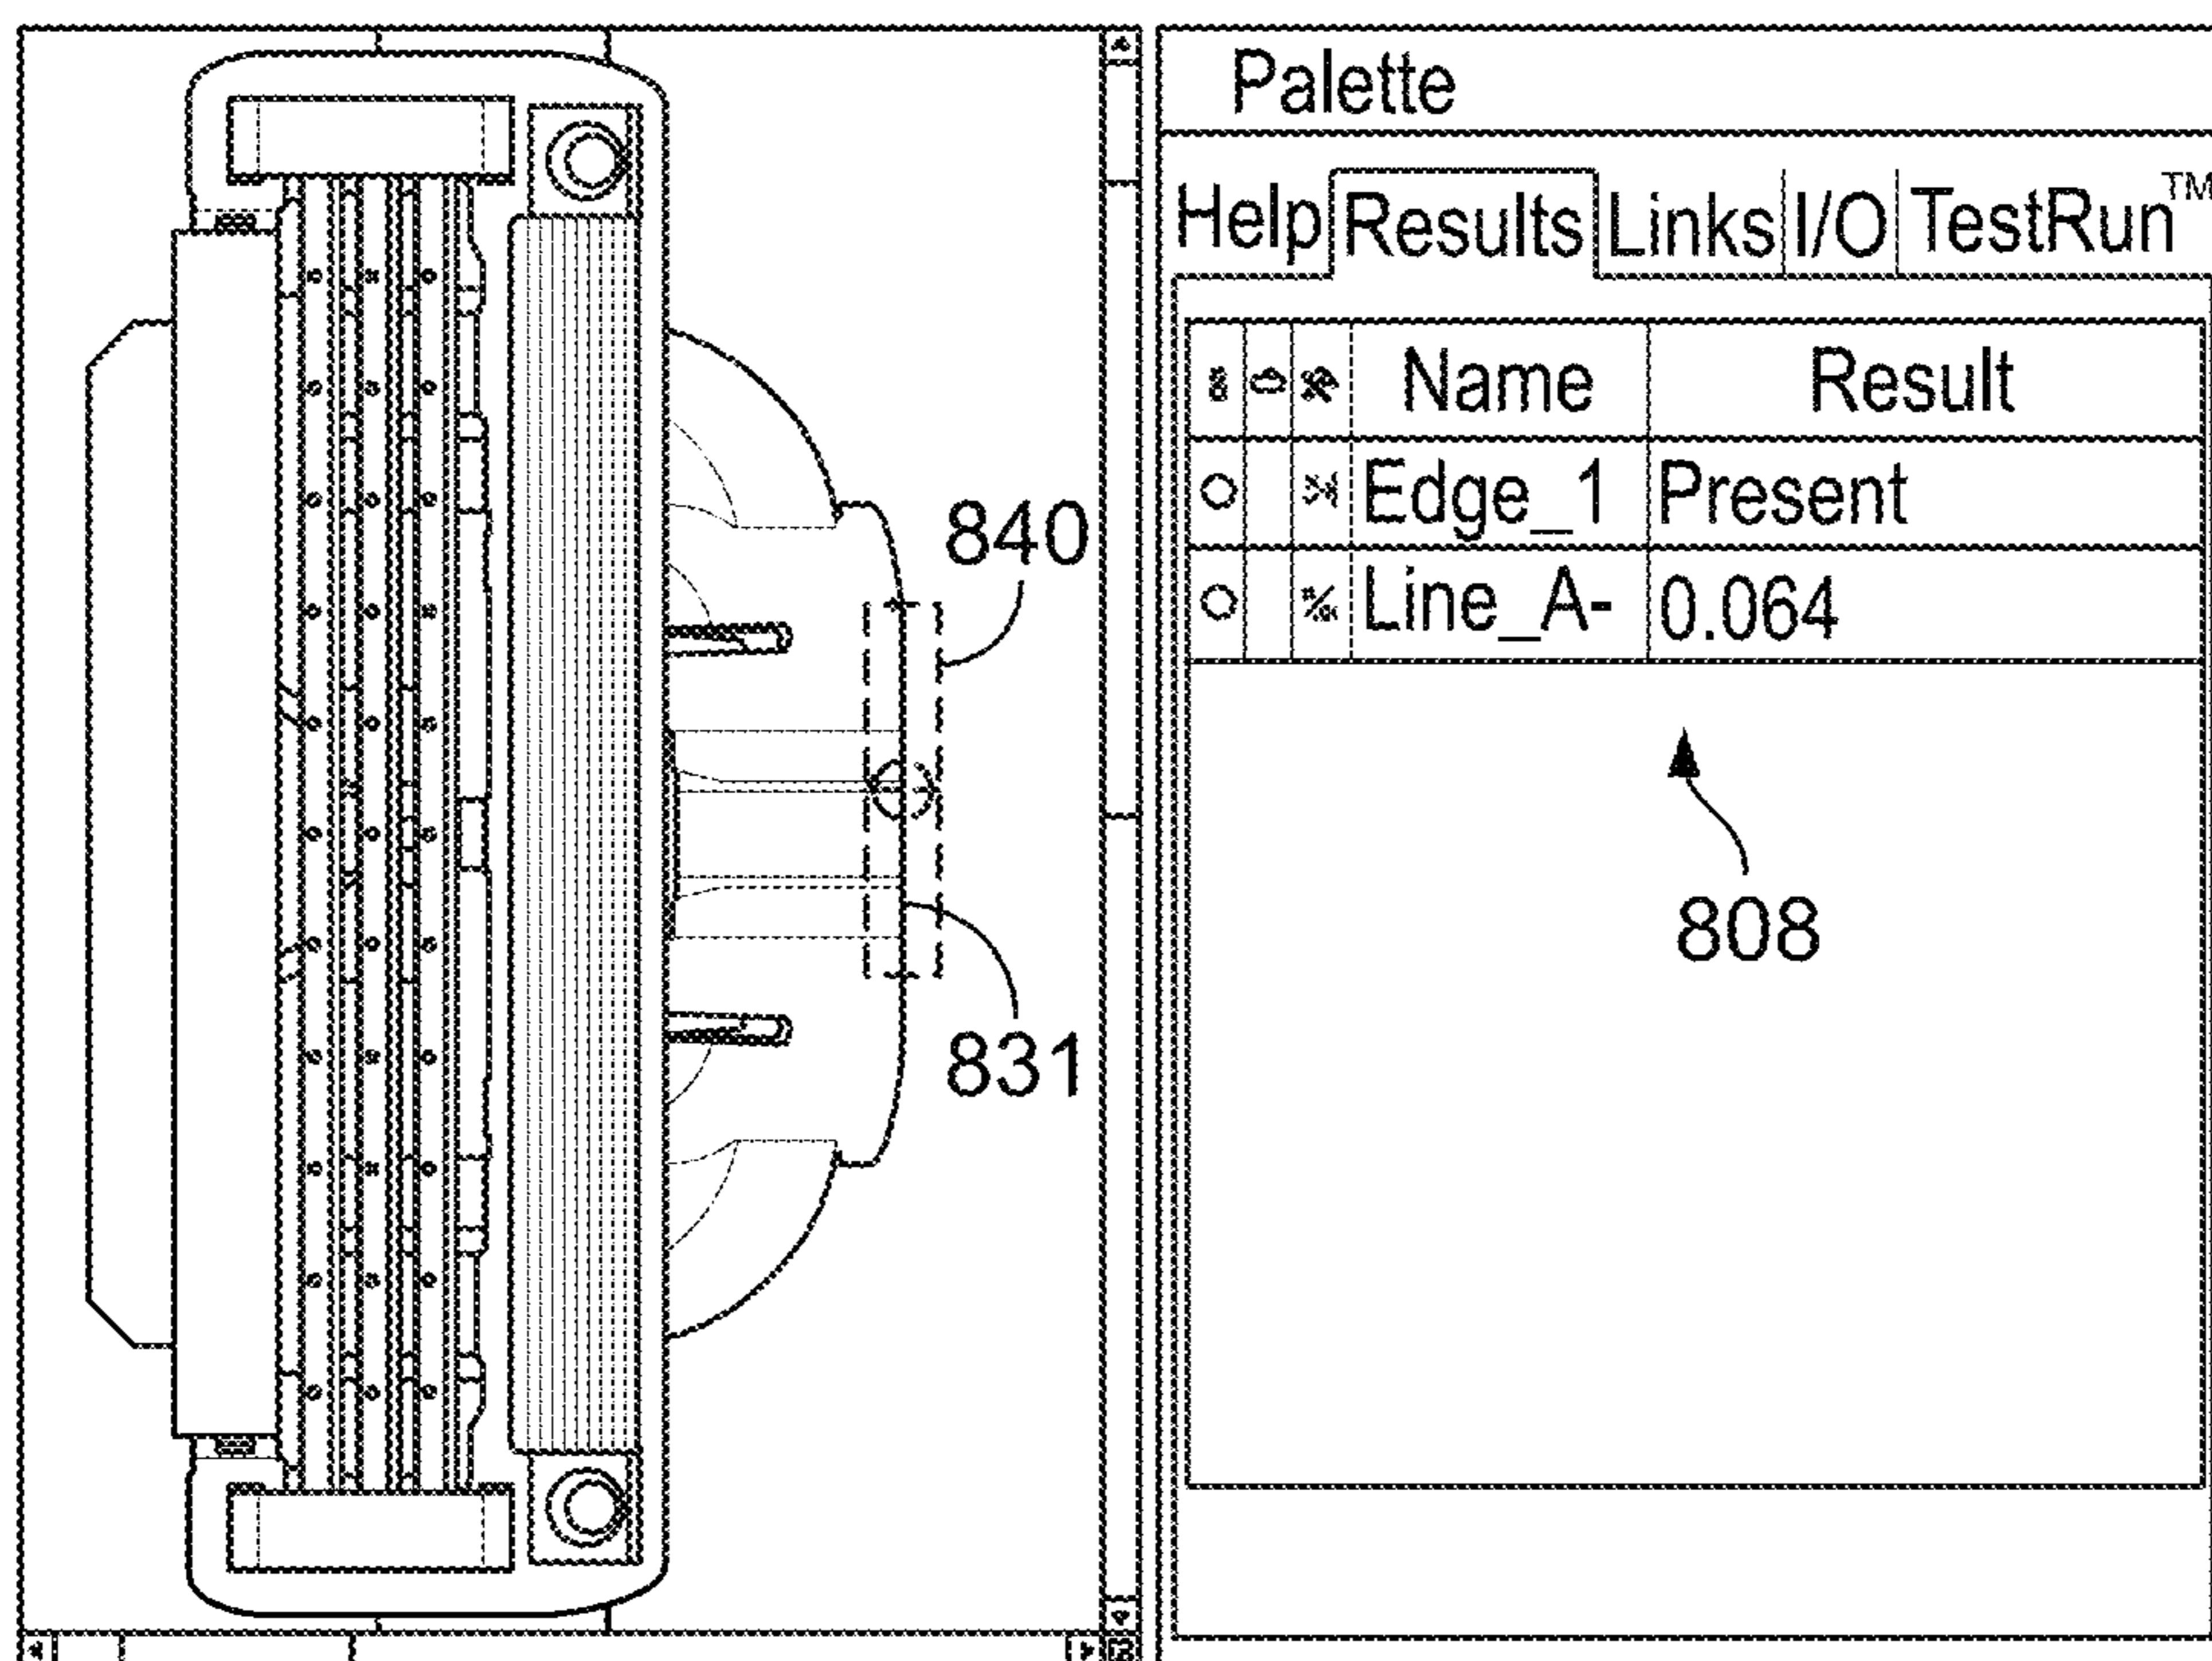 Palette
Help Results Links I/O TestRun™
Name Result
Edge_1 Present
Line_A- 0.064
840
808
831